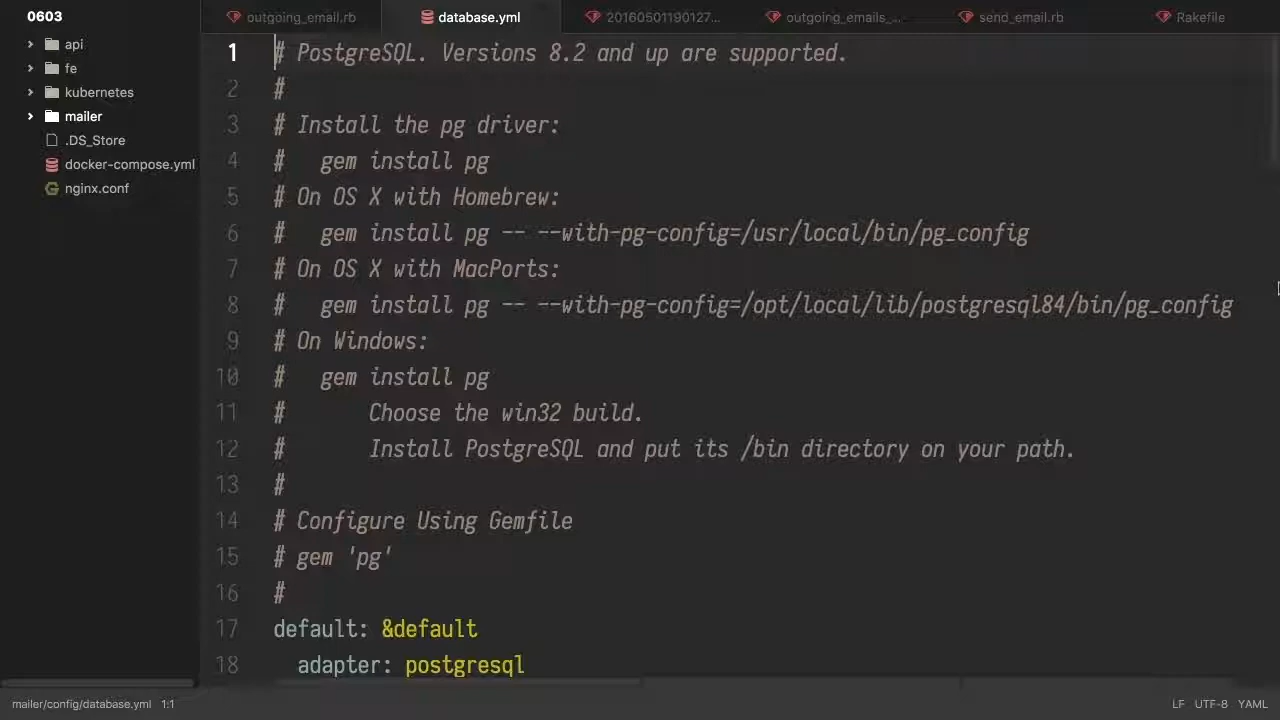 0603
outgoing_email.rb
database.yml
20160501190127...
outgoing_emails_...
send_email.rb
Rakefile
api
fe
kubernetes
mailer
.DS_Store
docker-compose.yml
nginx.conf
1 # PostgreSQL. Versions 8.2 and up are supported.
2 #
3 # Install the pg driver:
4 #   gem install pg
5 # On OS X with Homebrew:
6 #   gem install pg -- --with-pg-config=/usr/local/bin/pg_config
7 # On OS X with MacPorts:
8 #   gem install pg -- --with-pg-config=/opt/local/lib/postgresql84/bin/pg_config
9 # On Windows:
10 #   gem install pg
11 #       Choose the win32 build.
12 #       Install PostgreSQL and put its /bin directory on your path.
13 #
14 # Configure Using Gemfile
15 # gem 'pg'
16 #
17 default: &default
18   adapter: postgresql
mailer/config/database.yml 1:1
LF UTF-8 YAML